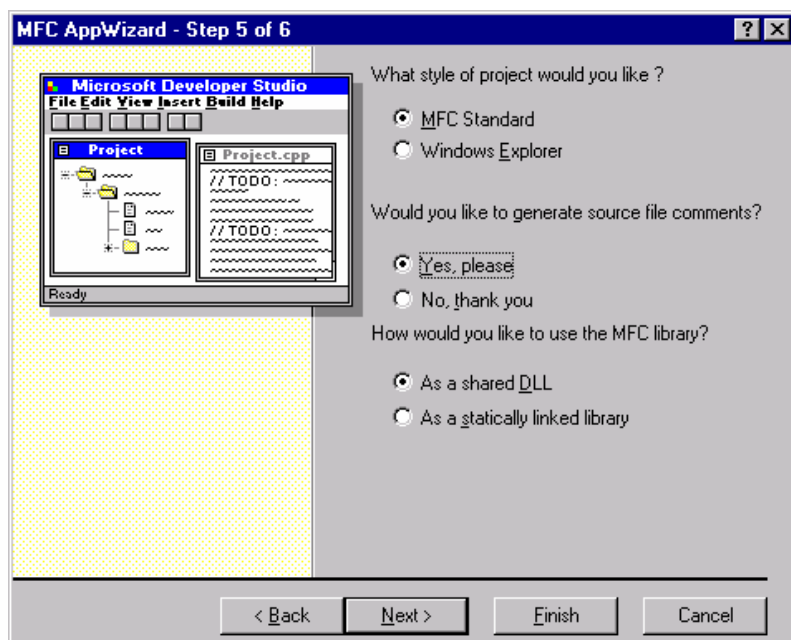 MFC AppWizard - Step 5 of 6
Microsoft Developer Studio
File Edit View Insert Build Help
Project
Project.cpp
//TODO:
//TODO:
Ready
What style of project would you like ?
MFC Standard
Windows Explorer
Would you like to generate source file comments?
Yes, please
No, thank you
How would you like to use the MFC library?
As a shared DLL
As a statically linked library
< Back
Next >
Finish
Cancel